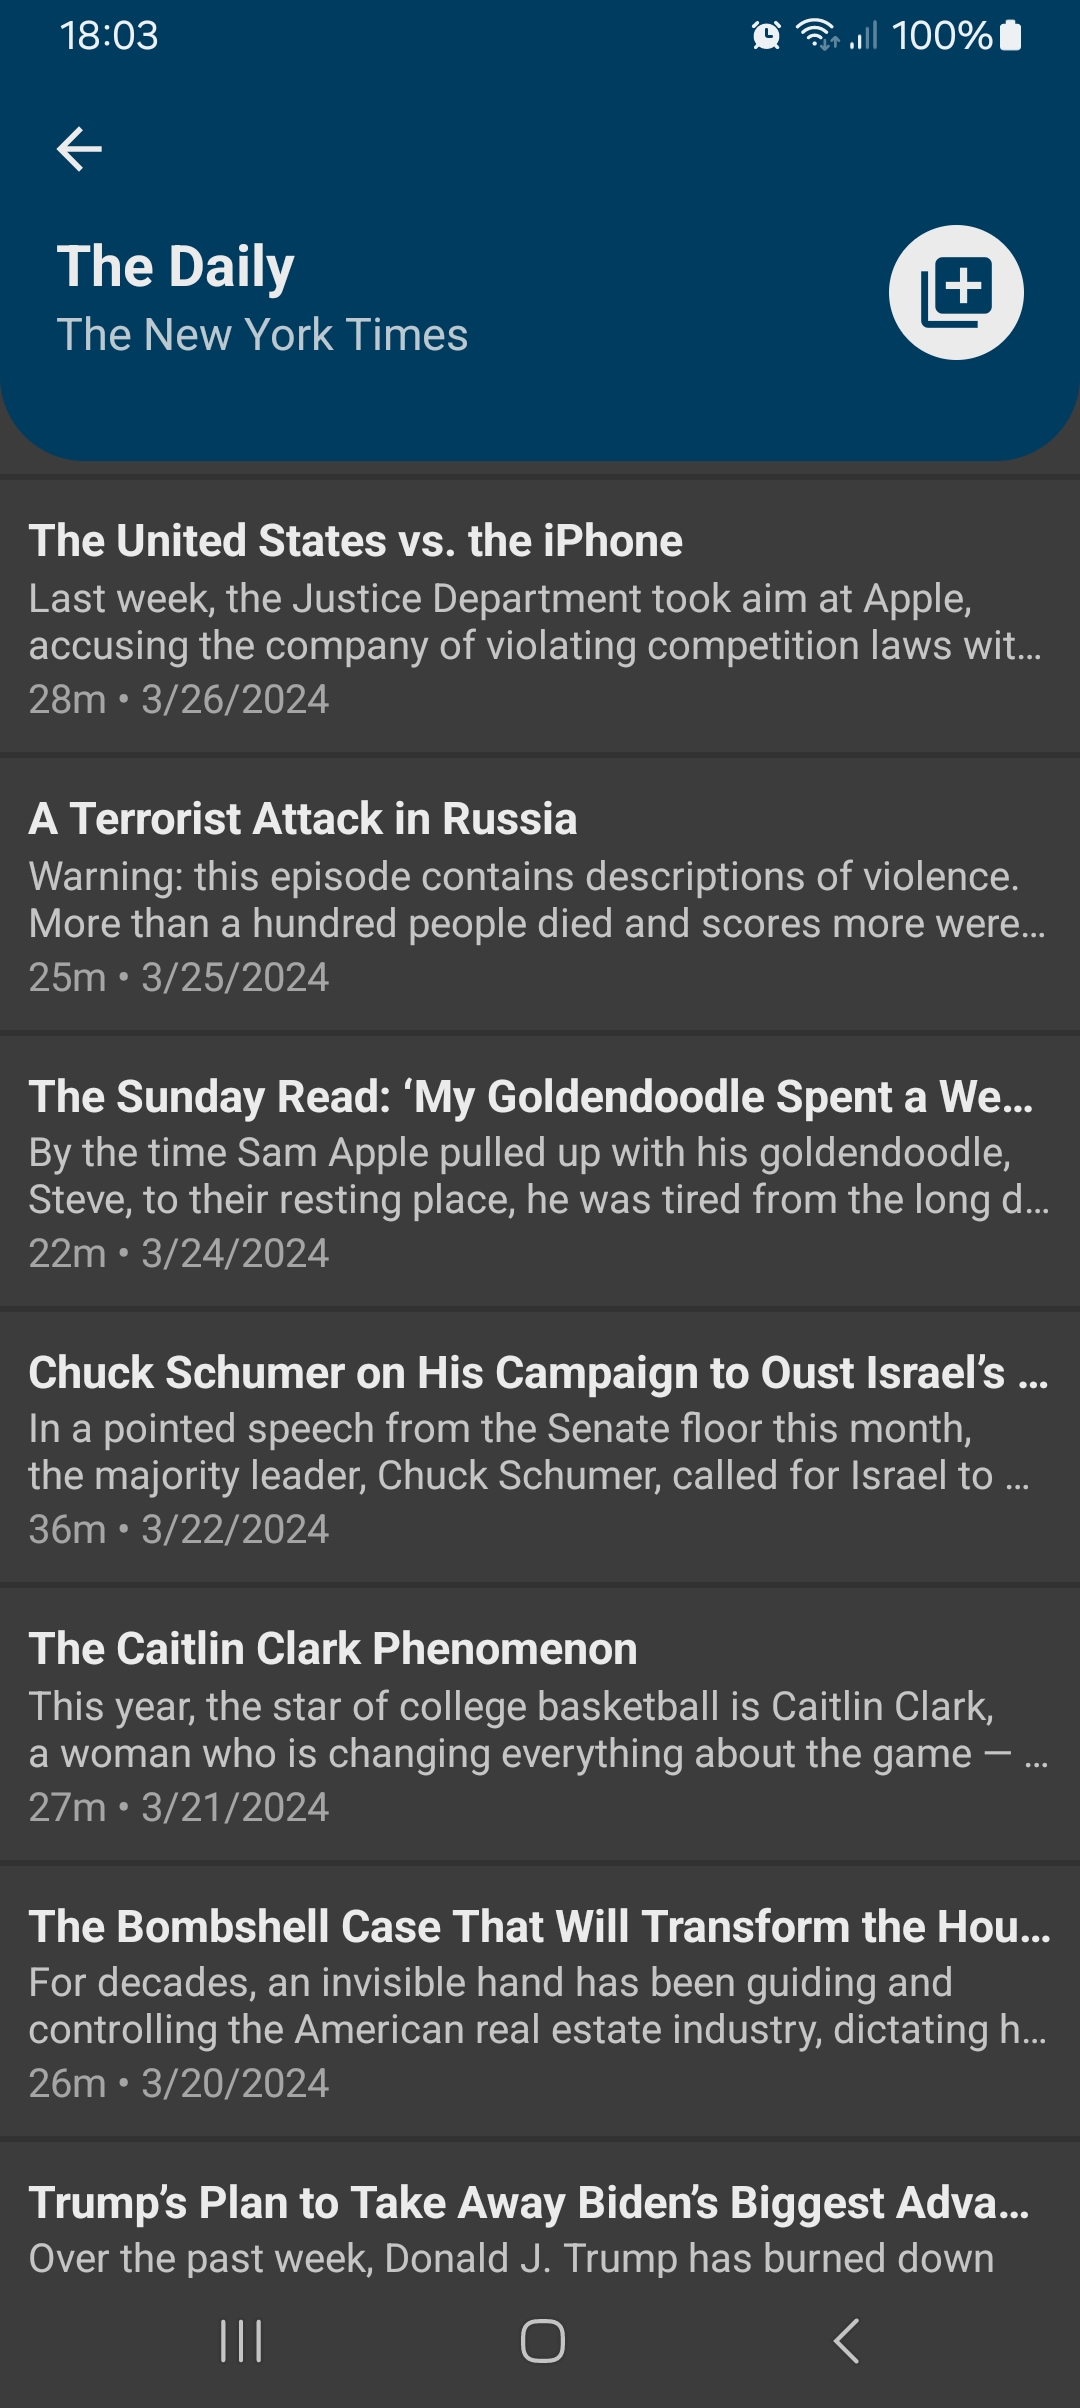 18:03
100%
The Daily
The New York Times
The United States vs. the iPhone
Last week, the Justice Department took aim at Apple,
accusing the company of violating competition laws wit...
28m • 3/26/2024
A Terrorist Attack in Russia
Warning: this episode contains descriptions of violence.
More than a hundred people died and scores more were...
25m • 3/25/2024
The Sunday Read: ‘My Goldendoodle Spent a We...
By the time Sam Apple pulled up with his goldendoodle,
Steve, to their resting place, he was tired from the long d...
22m • 3/24/2024
Chuck Schumer on His Campaign to Oust Israel’s ...
In a pointed speech from the Senate floor this month,
the majority leader, Chuck Schumer, called for Israel to ...
36m • 3/22/2024
The Caitlin Clark Phenomenon
This year, the star of college basketball is Caitlin Clark,
a woman who is changing everything about the game — ...
27m • 3/21/2024
The Bombshell Case That Will Transform the Hou...
For decades, an invisible hand has been guiding and
controlling the American real estate industry, dictating h...
26m • 3/20/2024
Trump’s Plan to Take Away Biden’s Biggest Adva...
Over the past week, Donald J. Trump has burned down